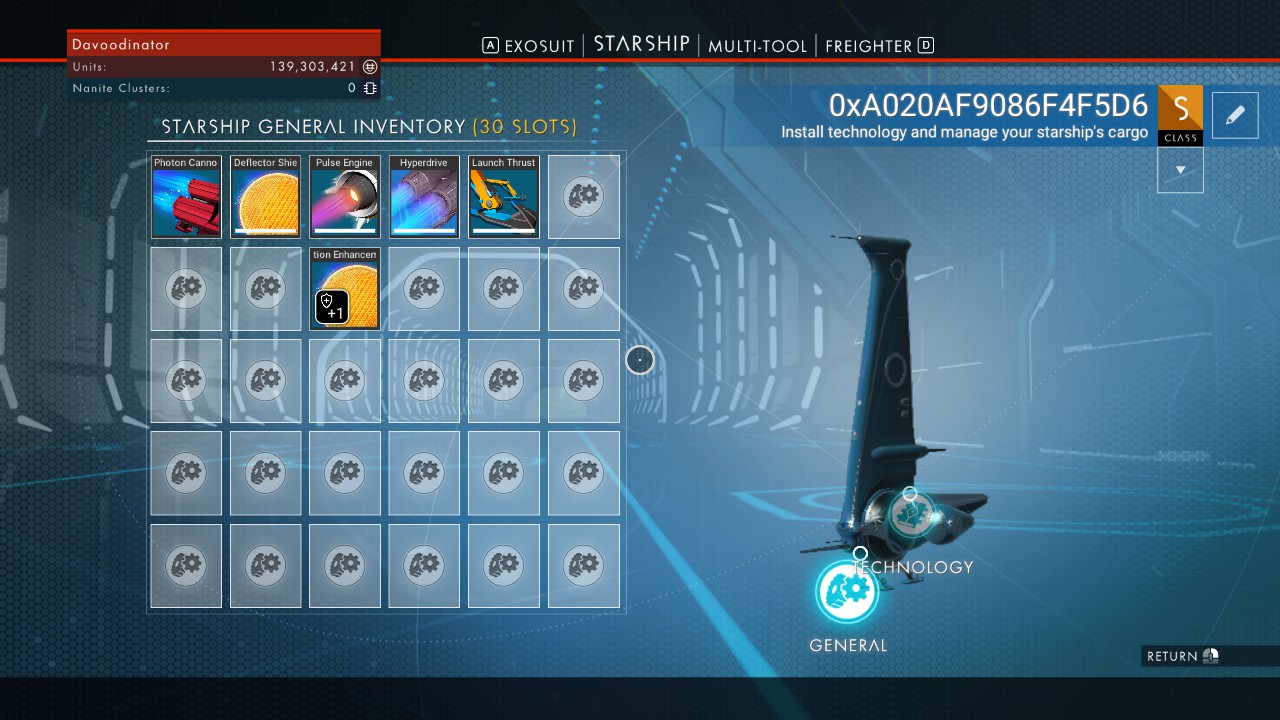 Davoodinator
Units: 139,303,421
Nanite Clusters: 0
A EXOSUIT STARSHIP MULTI-TOOL FREIGHTER D
0xA020AF9086F4F5D6
Install technology and manage your starship's cargo
S
CLASS
STARSHIP GENERAL INVENTORY (30 SLOTS)
Photon Canno Deflector Shie Pulse Engine Hyperdrive Launch Thrust
tion Enhancen
+1
TECHNOLOGY
GENERAL
RETURN